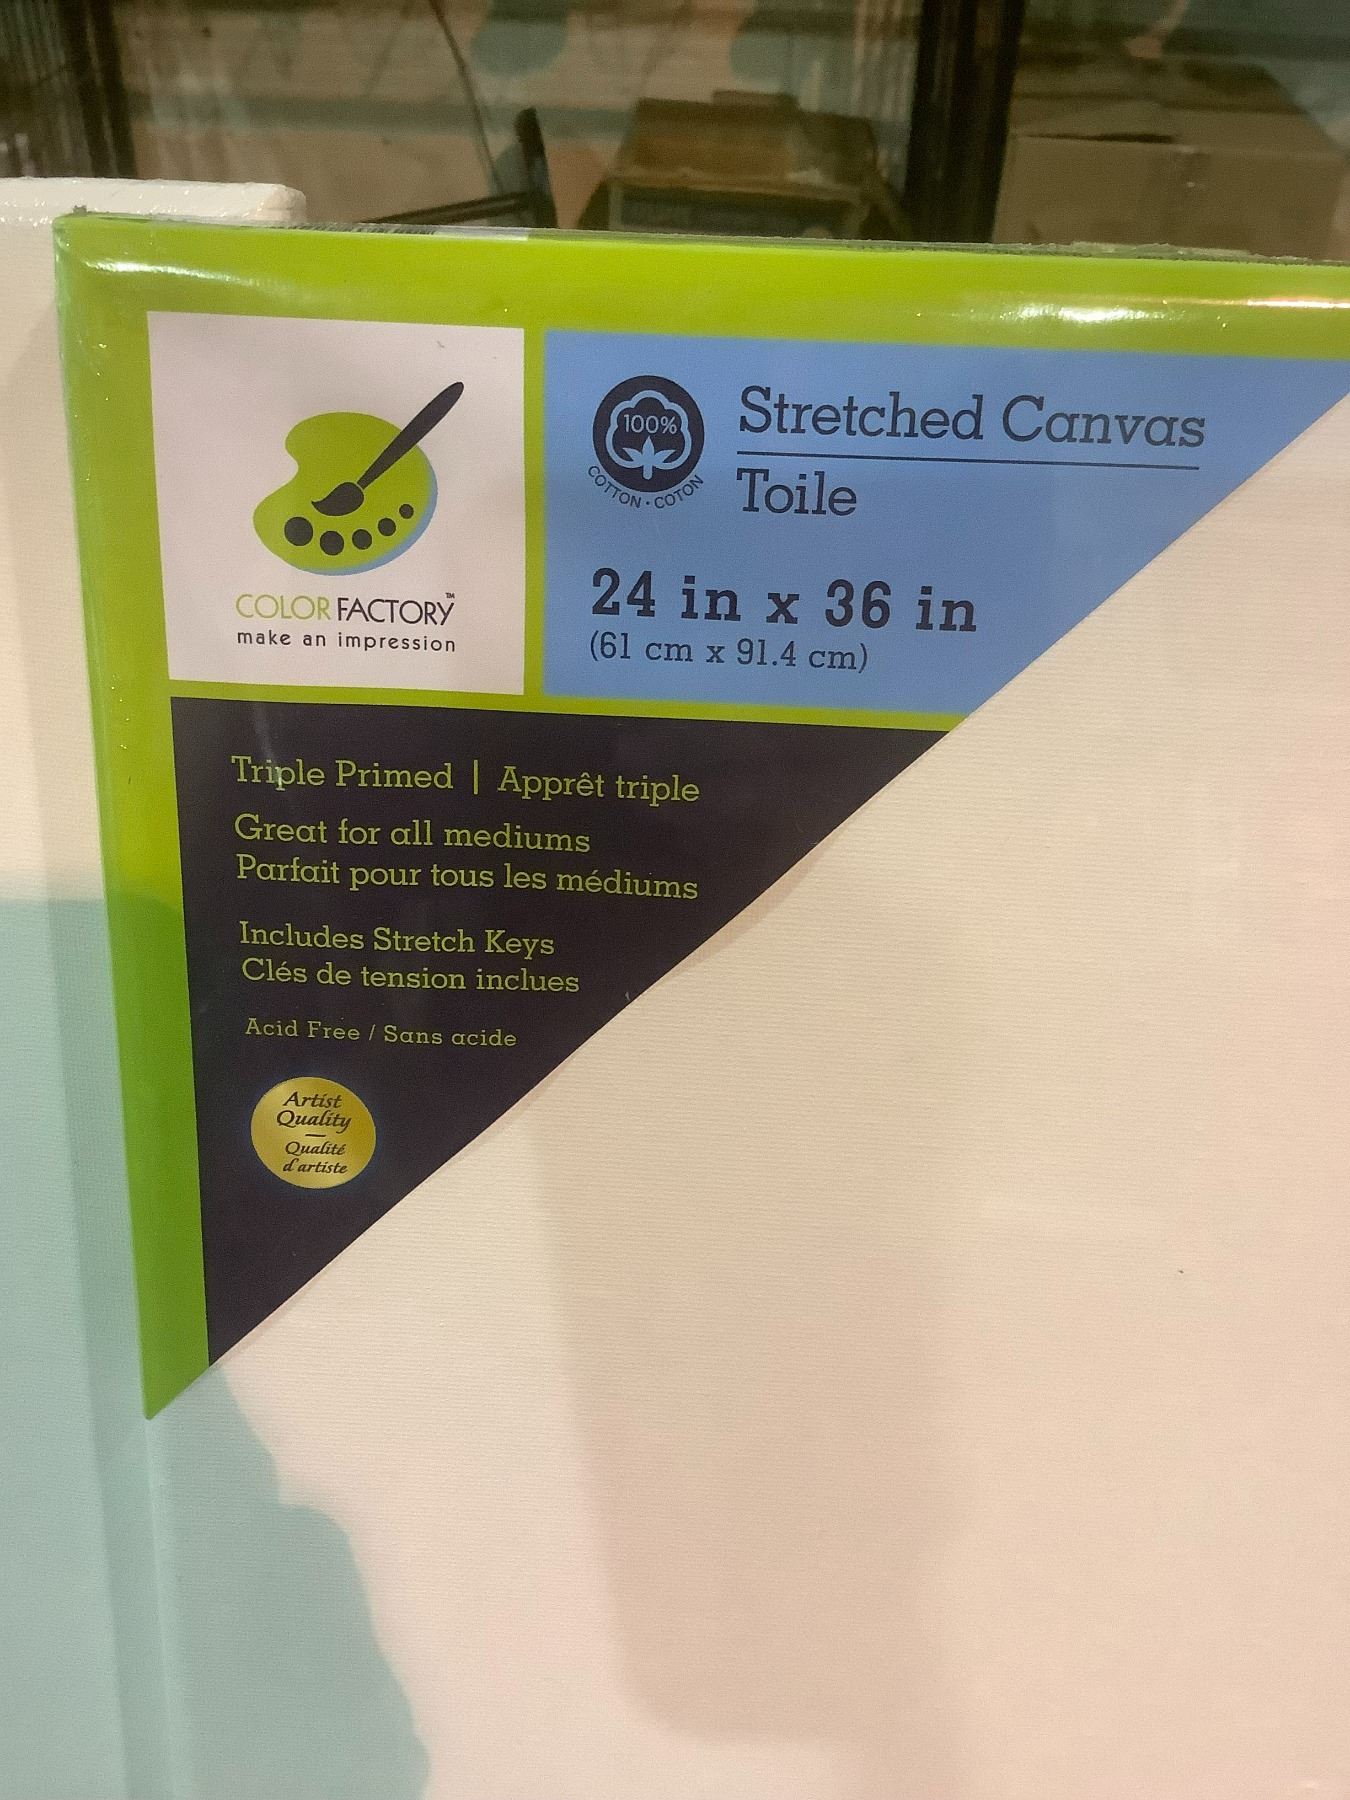 COLOR FACTORY™
make an impression
100%
COTTON • COTON
Stretched Canvas
Toile
24 in x 36 in
(61 cm x 91.4 cm)
Triple Primed | Apprêt triple
Great for all mediums
Parfait pour tous les médiums
Includes Stretch Keys
Clés de tension inclues
Acid Free / Sans acide
Artist
Quality
Qualité
d'artiste